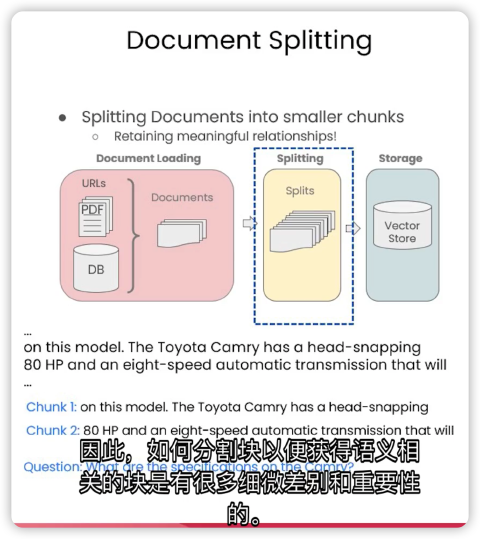 Document Splitting
● Splitting Documents into smaller chunks
○ Retaining meaningful relationships!
Document Loading
Splitting
Storage
URLs
PDF
DB
Documents
Splits
Vector
Store
...
on this model. The Toyota Camry has a head-snapping
80 HP and an eight-speed automatic transmission that will
...
Chunk 1: on this model. The Toyota Camry has a head-snapping
Chunk 2: 80 HP and an eight-speed automatic transmission that will
Question: What are the specifications on the Camry?
因此，如何分割块以便获得语义相
关的块是有很多细微差别和重要性
的。